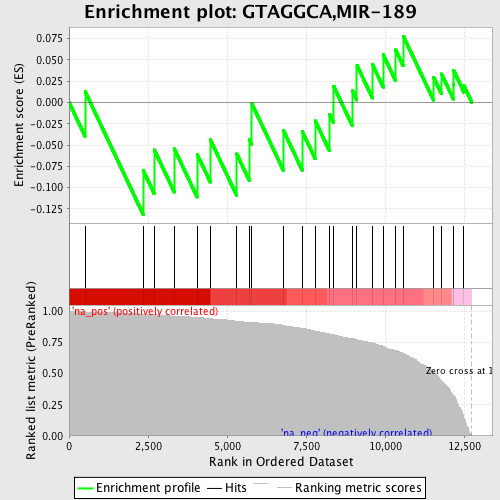 Enrichment plot: GTAGGCA,MIR-189
Enrichment score (ES)
0.075
0.050
0.025
0.000
-0.025
-0.050
-0.075
-0.100
-0.125
'na_pos' (positively correlated)
Ranked list metric (PreRanked)
1.00
0.75
0.50
0.25
0.00
Zero cross at 1
'na_neg' (negatively correlated)
0
2,500
5,000
7,500
10,000
12,500
Rank in Ordered Dataset
Enrichment profile
Hits
Ranking metric scores